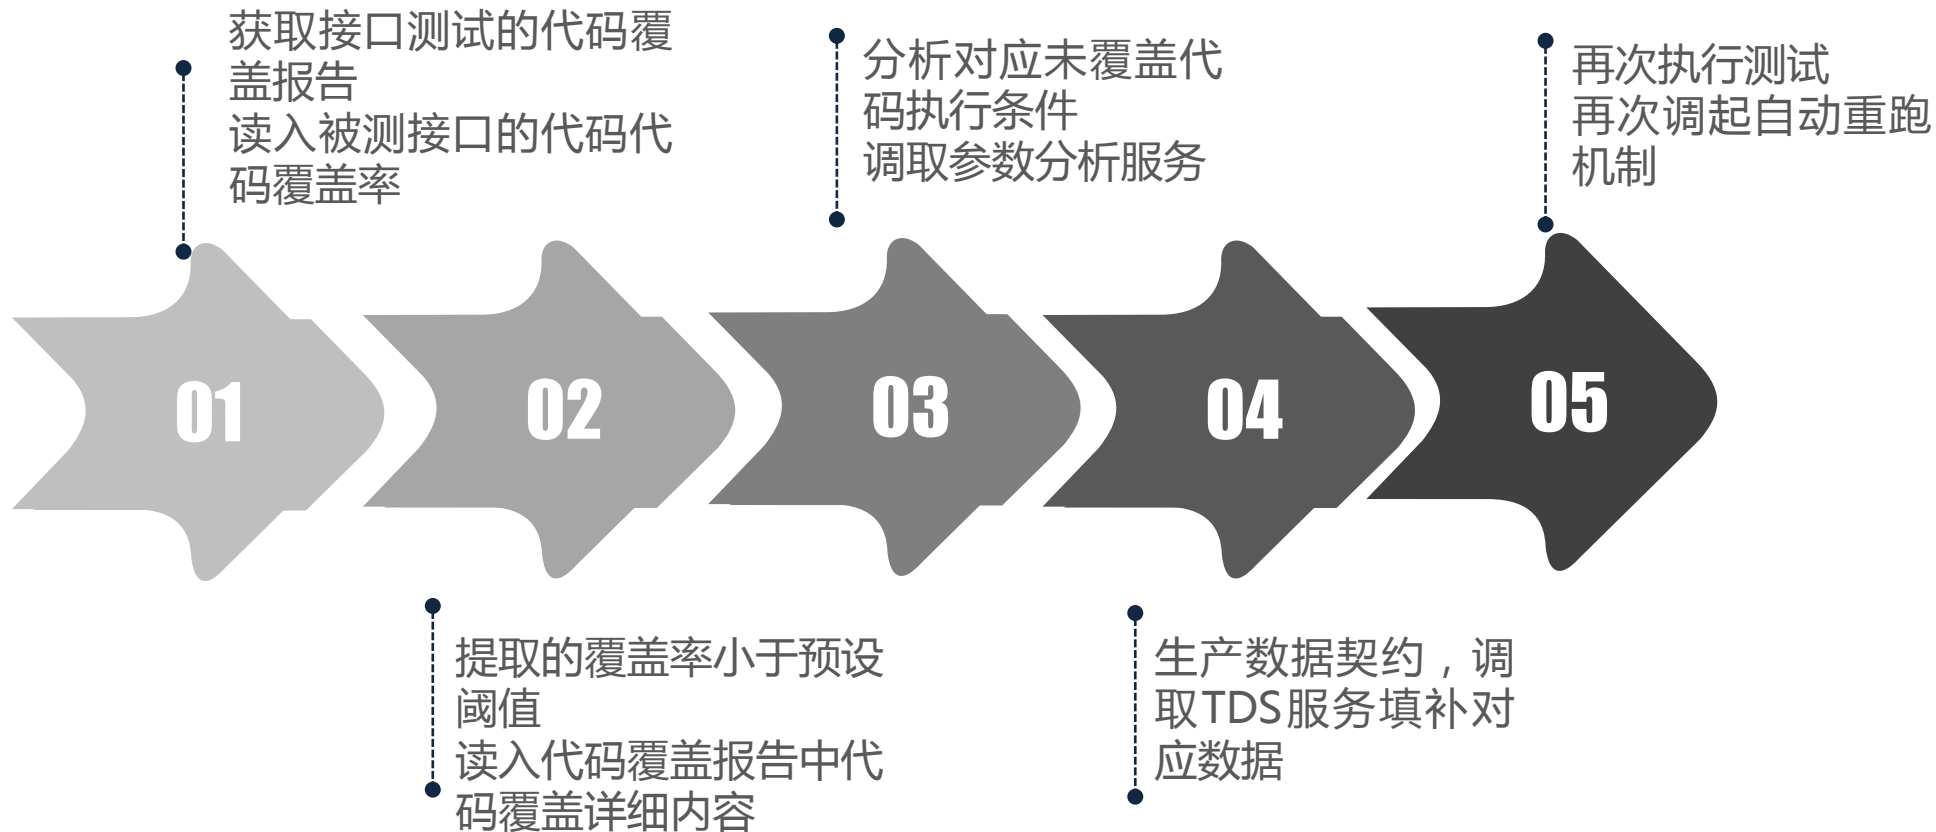 获取接口测试的代码覆
盖报告
读入被测接口的代码代
码覆盖率
分析对应未覆盖代
码执行条件
调取参数分析服务
再次执行测试
再次调起自动重跑
机制
01
02
03
04
05
提取的覆盖率小于预设
阈值
读入代码覆盖报告中代
码覆盖详细内容
生产数据契约，调
取TDS服务填补对
应数据